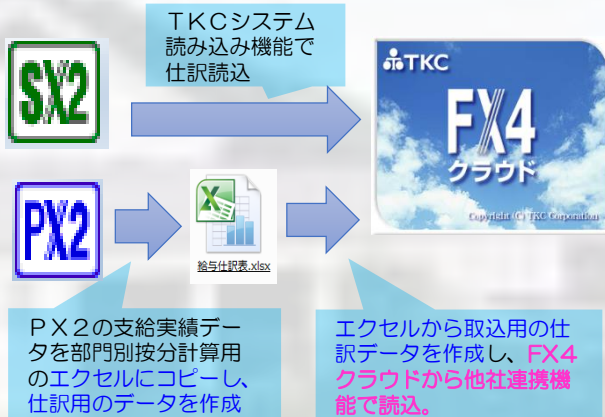 TKCシステム
読み込み機能で
仕訳読込
SX2
TKC
FX4
クラウド
Copyright (C) TKC Corporation
PX2
給与仕訳表.xlsx
PX2の支給実績デー
タを部門別按分計算用
のエクセルにコピーし、
仕訳用のデータを作成
エクセルから取込用の仕
訳データを作成し、FX4
クラウドから他社連携機
能で読込。